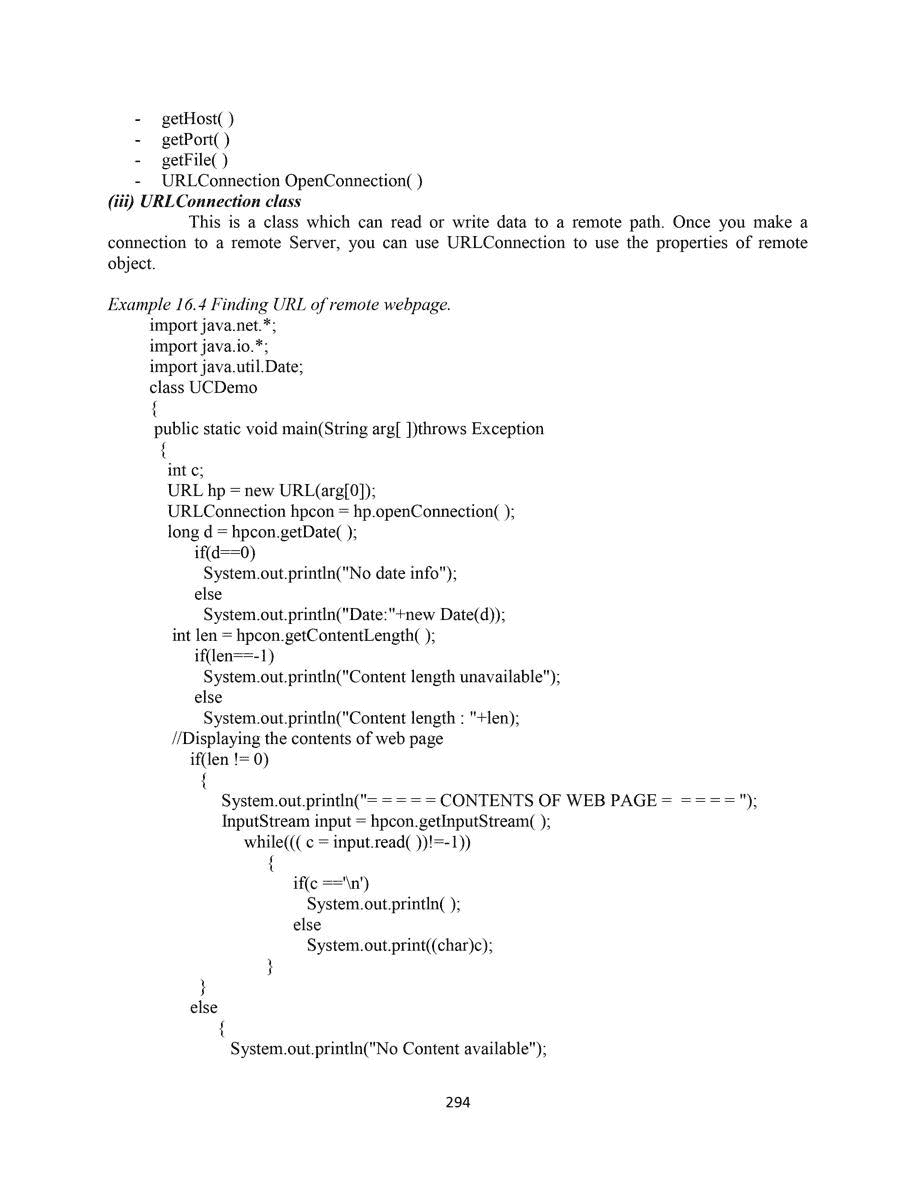 - getHost( )
- getPort( )
- getFile( )
- URLConnection OpenConnection( )
(iii) URLConnection class
This is a class which can read or write data to a remote path. Once you make a
connection to a remote Server, you can use URLConnection to use the properties of remote
object.
Example 16.4 Finding URL of remote webpage.
import java.net.*;
import java.io.*;
import java.util.Date;
class UCDemo
{
public static void main(String arg[ ])throws Exception
{
int c;
URL hp = new URL(arg[0]);
URLConnection hpcon = hp.openConnection( );
long d = hpcon.getDate( );
if(d==0)
System.out.println("No date info");
else
System.out.println("Date:"+new Date(d));
int len = hpcon.getContentLength( );
if(len==-1)
System.out.println("Content length unavailable");
else
System.out.println("Content length : "+len);
//Displaying the contents of web page
if(len != 0)
{
System.out.println("= = = = = CONTENTS OF WEB PAGE =  = = = = ");
InputStream input = hpcon.getInputStream( );
while((( c = input.read( ))!=-1))
{
if(c =='\n')
System.out.println( );
else
System.out.print((char)c);
}
}
else
{
System.out.println("No Content available");
294